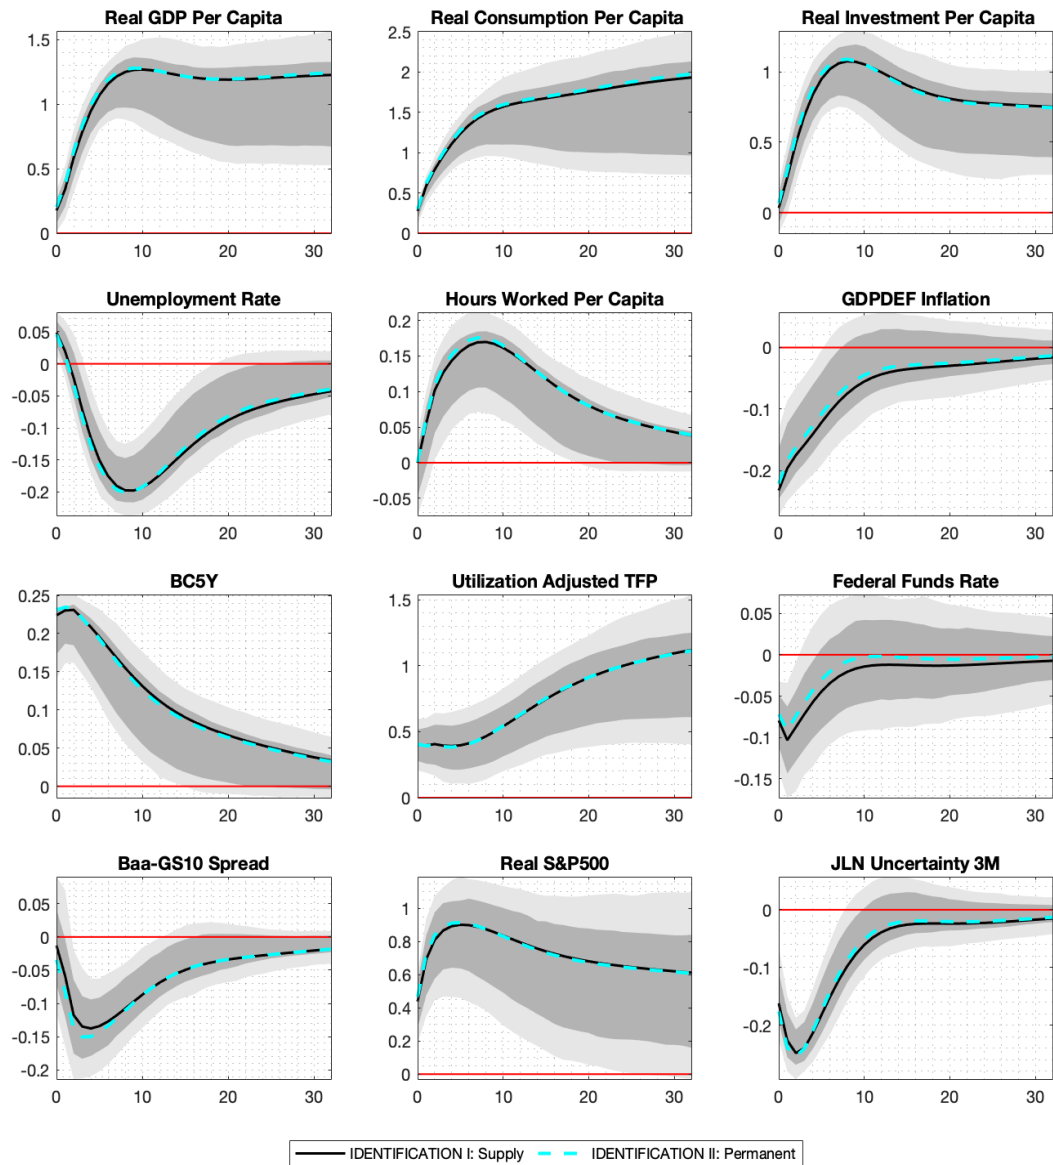 Real GDP Per Capita
1.5
1
0.5
0
0 10 20 30
Real Consumption Per Capita
2.5
2
1.5
1
0.5
0
0 10 20 30
Real Investment Per Capita
1
0.5
0
0 10 20 30
Unemployment Rate
0.05
0
-0.05
-0.1
-0.15
-0.2
0 10 20 30
Hours Worked Per Capita
0.2
0.15
0.1
0.05
0
-0.05
0 10 20 30
GDPDEF Inflation
0
-0.1
-0.2
0 10 20 30
BC5Y
0.25
0.2
0.15
0.1
0.05
0
0 10 20 30
Utilization Adjusted TFP
1.5
1
0.5
0
0 10 20 30
Federal Funds Rate
0.05
0
-0.05
-0.1
-0.15
0 10 20 30
Baa-GS10 Spread
0.05
0
-0.05
-0.1
-0.15
-0.2
0 10 20 30
Real S&P500
1
0.8
0.6
0.4
0.2
0
0 10 20 30
JLN Uncertainty 3M
0
-0.1
-0.2
0 10 20 30
IDENTIFICATION I: Supply IDENTIFICATION II: Permanent